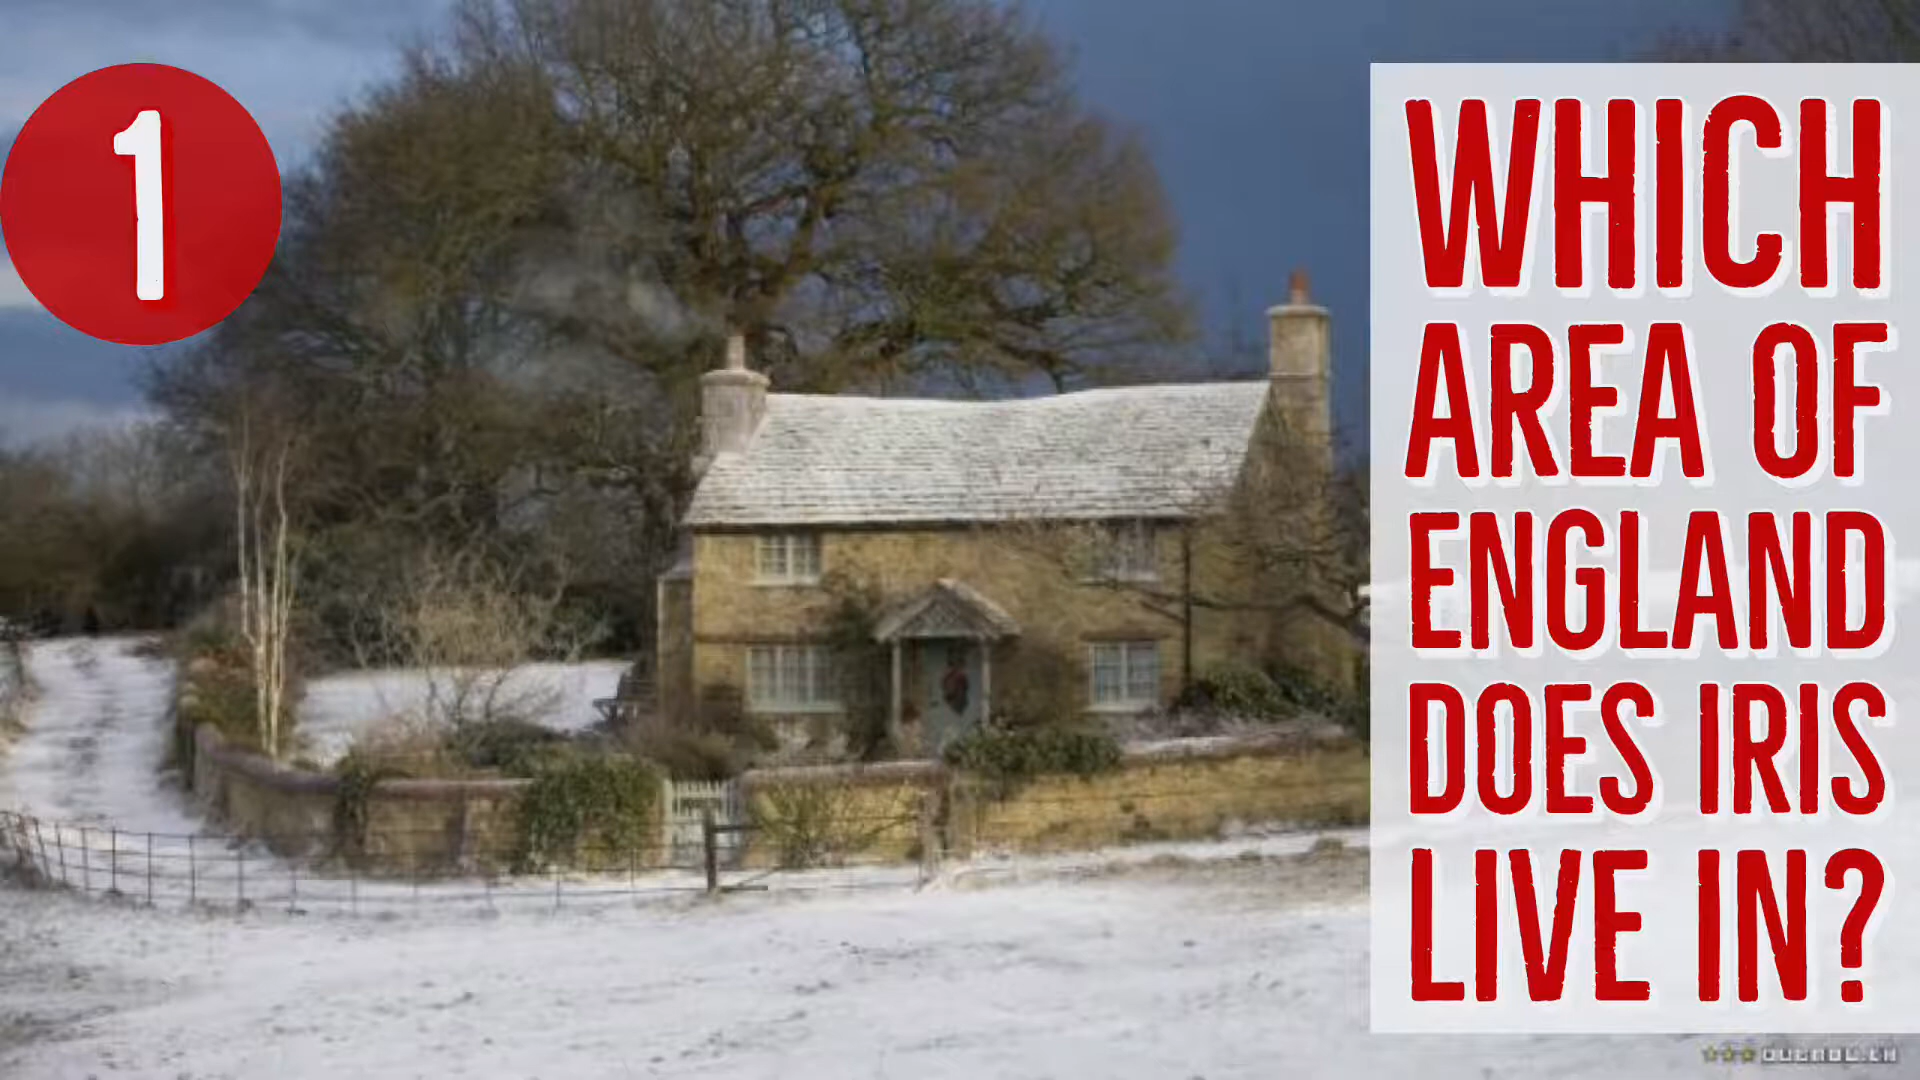 1
WHICH
AREA OF
ENGLAND
DOES IRIS
LIVE IN?